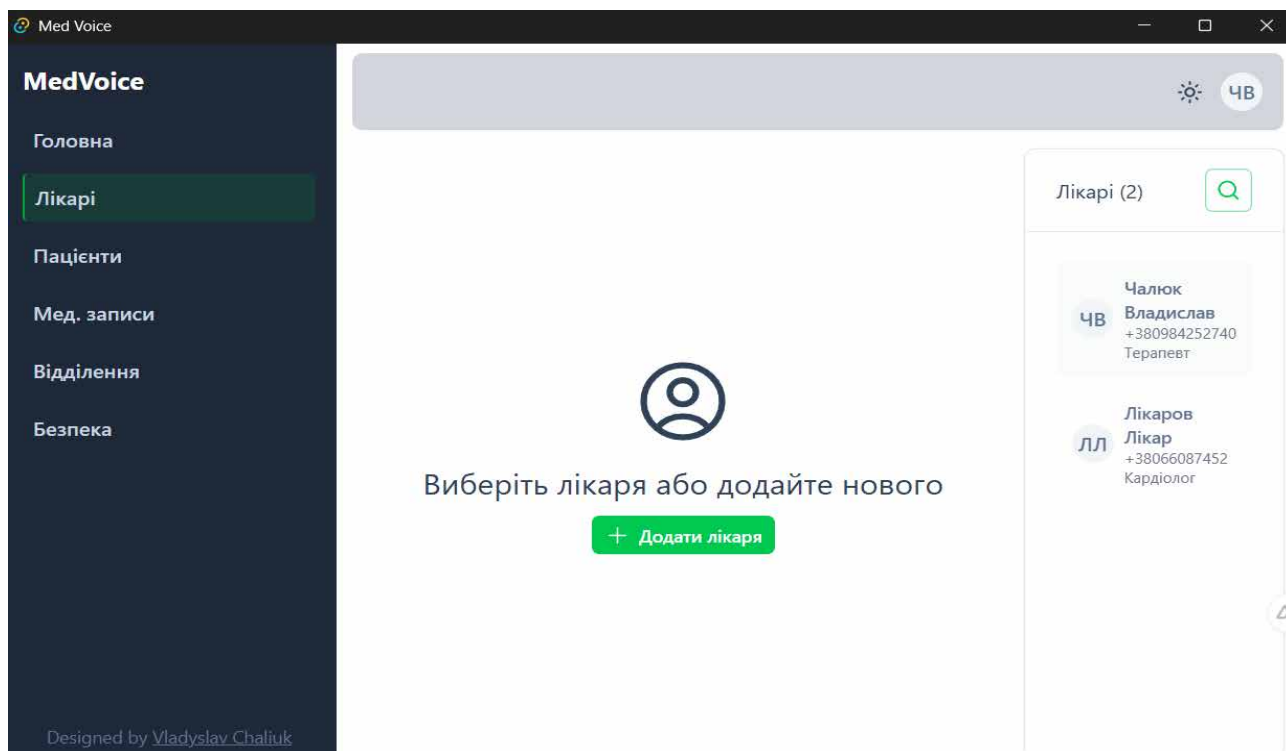 Med Voice
MedVoice
Головна
Лікарі
Пацієнти
Мед. записи
Відділення
Безпека
Designed by Vladyslav Chaliuk
ЧВ
Виберіть лікаря або додайте нового
+ Додати лікаря
Лікарі (2)
ЧВ
Чалюк
Владислав
+380984252740
Терапевт
ЛЛ
Лікаров
Лікар
+38066087452
Кардіолог